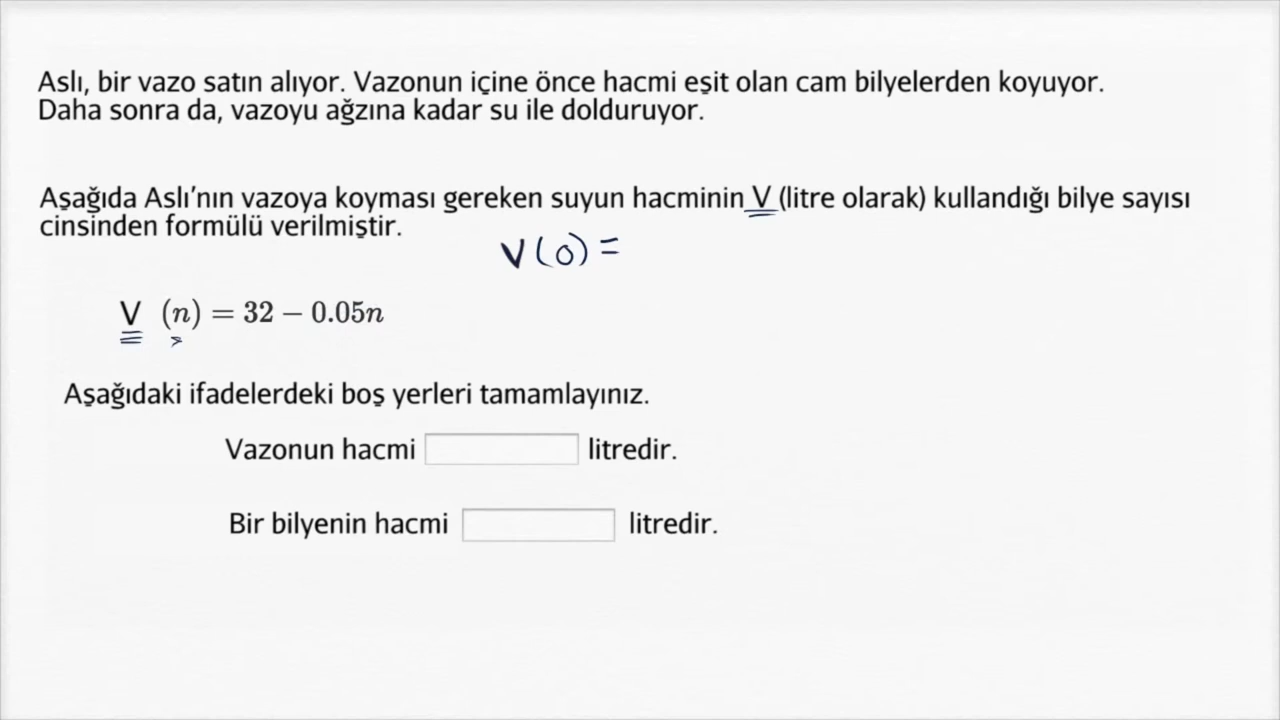 Aslı, bir vazo satın alıyor. Vazonun içine önce hacmi eşit olan cam bilyelerden koyuyor.
Daha sonra da, vazoyu ağzına kadar su ile dolduruyor.
Aşağıda Aslı'nın vazoya koyması gereken suyun hacminin V (litre olarak) kullandığı bilye sayısı
cinsinden formülü verilmiştir.
V(0) =
V (n) = 32 − 0.05n
Aşağıdaki ifadelerdeki boş yerleri tamamlayınız.
Vazonun hacmi litredir.
Bir bilyenin hacmi litredir.